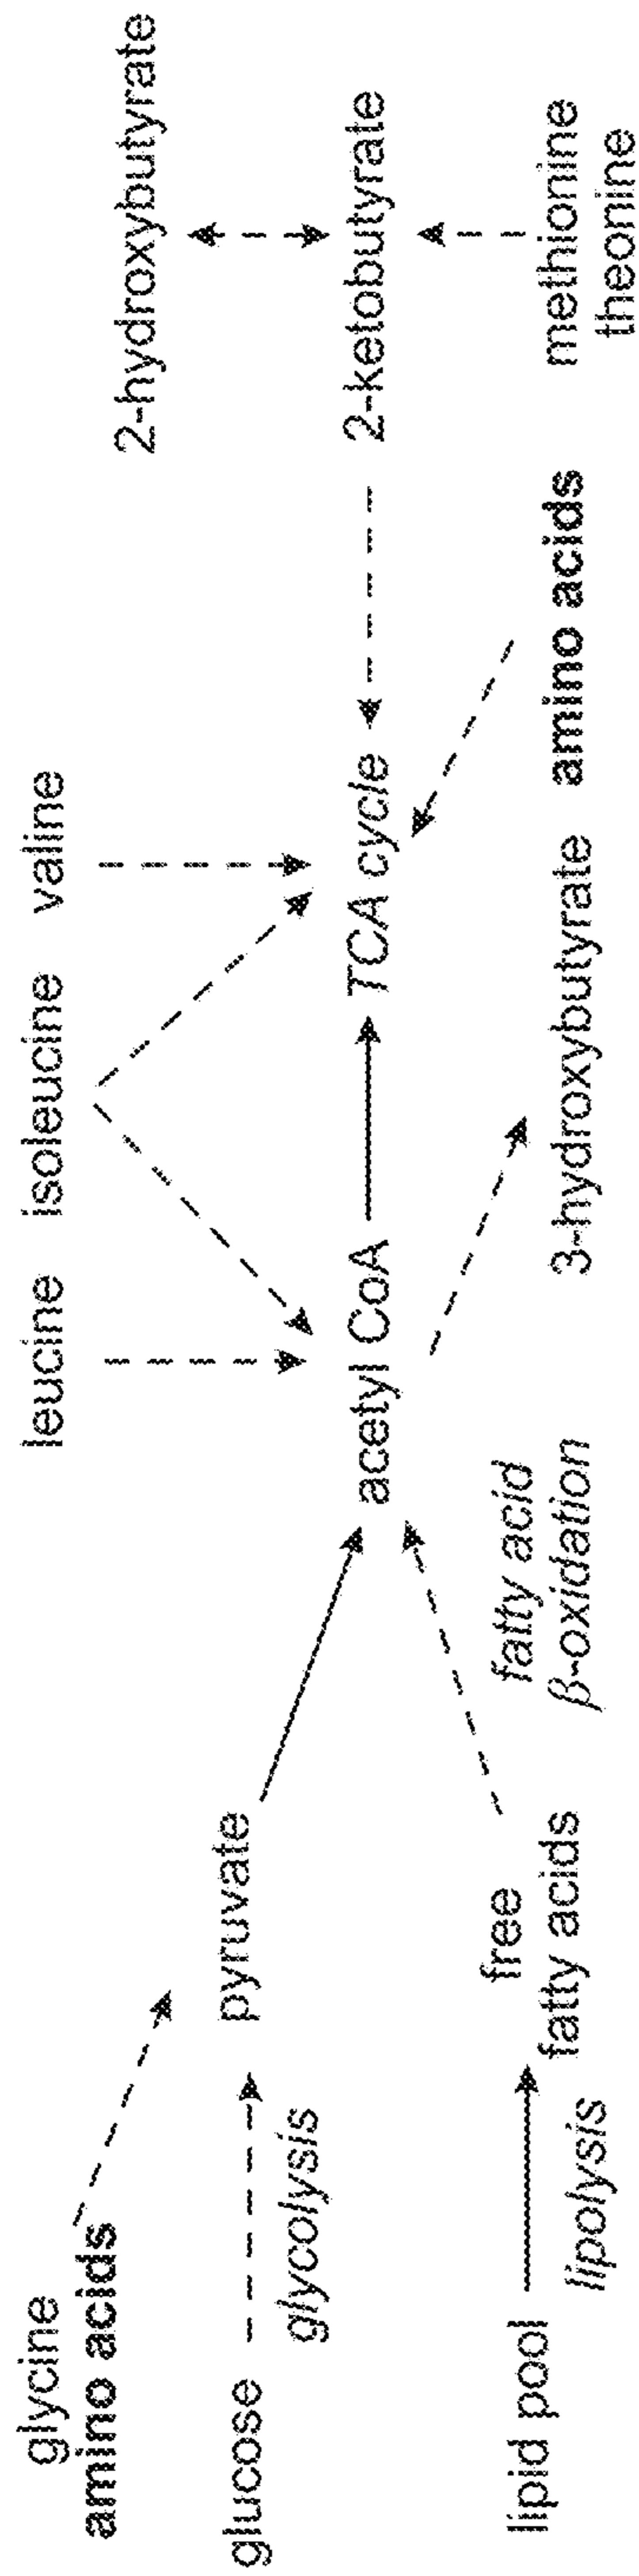 glycine
amino acids
glucose
glycolysis
lipid pool
lipolysis
pyruvate
free
fatty acids
fatty acid
β-oxidation
leucine
isoleucine
valine
acetyl CoA
TCA cycle
3-hydroxybutyrate
amino acids
2-hydroxybutyrate
2-ketobutyrate
methionine
theonine